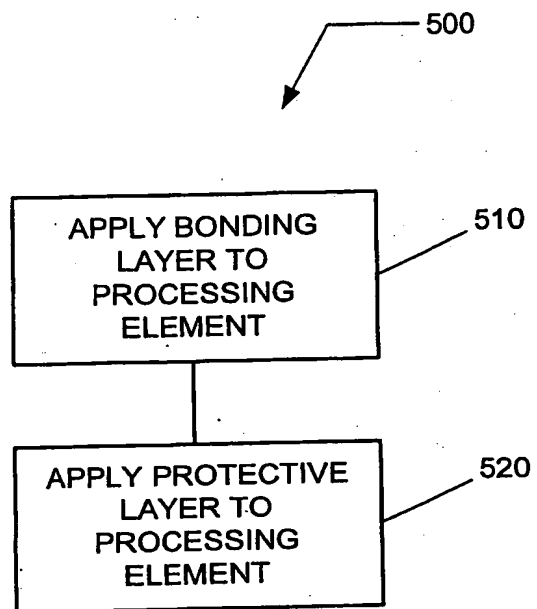 500
APPLY BONDING
LAYER TO
PROCESSING
ELEMENT
510
APPLY PROTECTIVE
LAYER TO
PROCESSING
ELEMENT
520